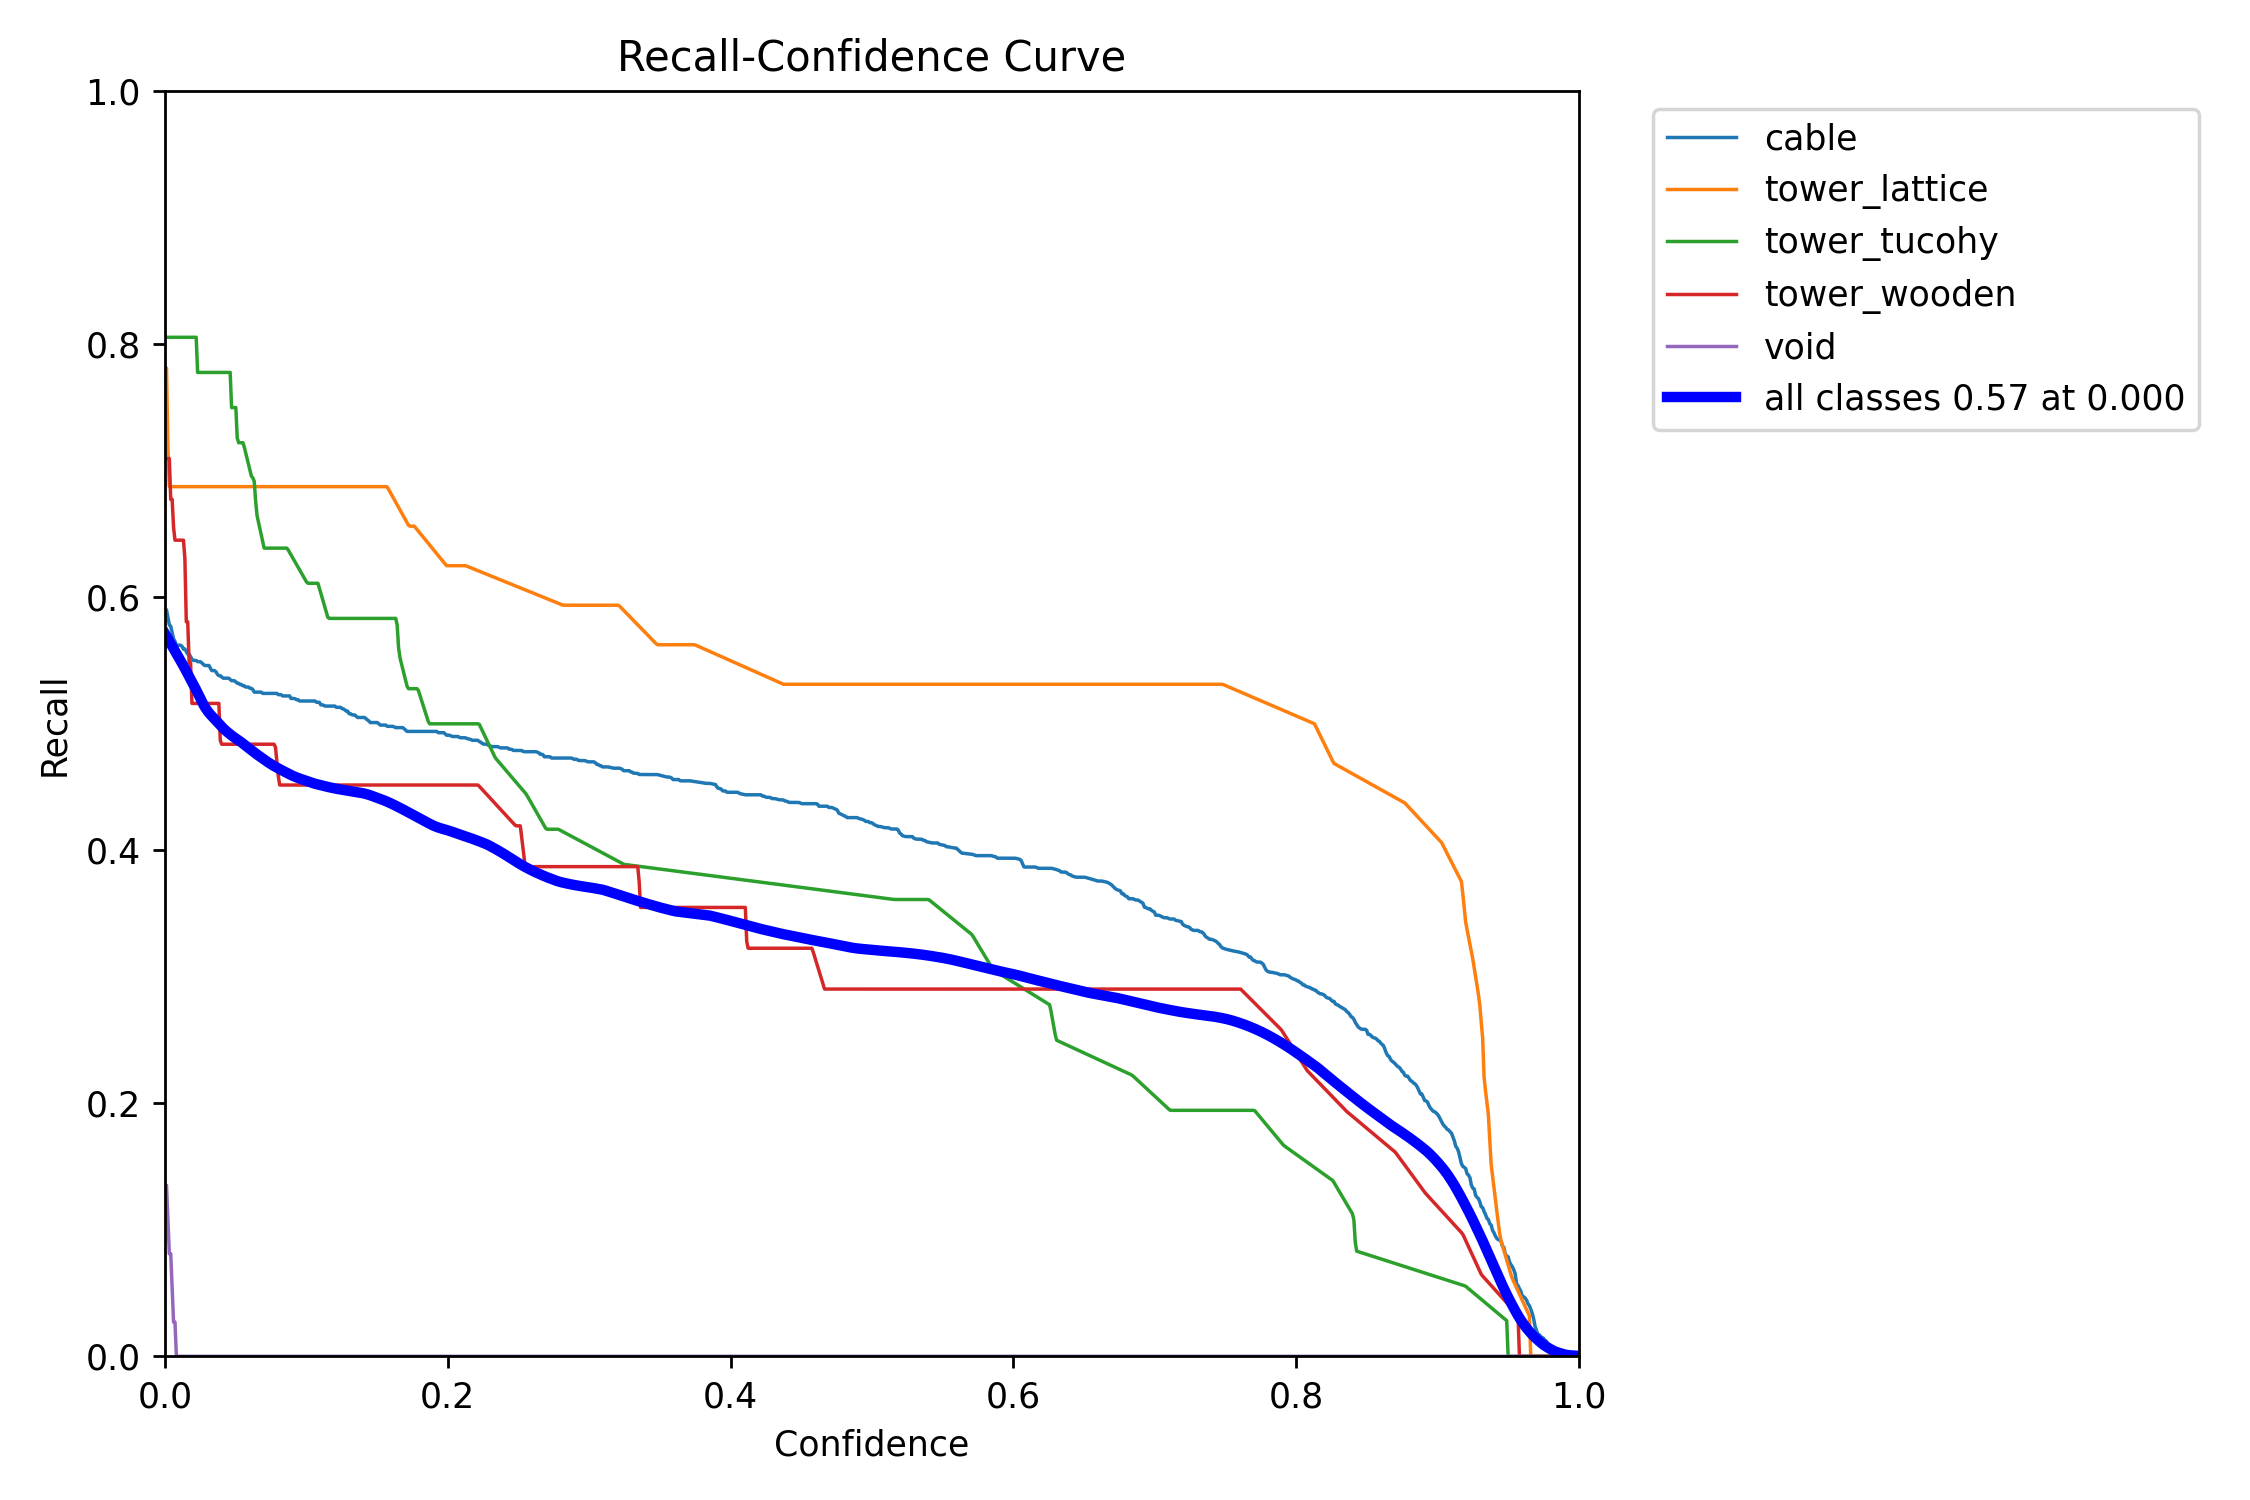 Recall-Confidence Curve
1.0
0.8
0.6
0.4
0.2
0.0
Recall
0.0 0.2 0.4 0.6 0.8 1.0
Confidence
cable
tower_lattice
tower_tucohy
tower_wooden
void
all classes 0.57 at 0.000